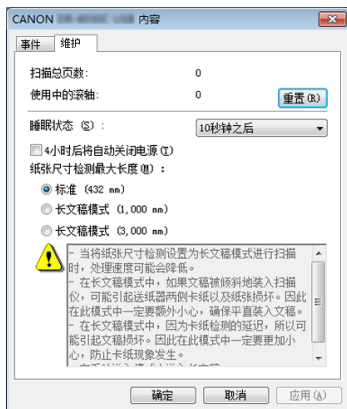 CANON USB 内容
事件
维护
扫描总页数: 0
使用中的滚轴: 0
重置(R)
睡眠状态 (S) :
10秒钟之后
4小时后将自动关闭电源(T)
纸张尺寸检测最大长度(M) :
标准 (432 mm)
长文稿模式 (1,000 mm)
长文稿模式 (3,000 mm)
- 当将纸张尺寸检测设置为长文稿模式进行扫描
时，处理速度可能会降低。
- 在长文稿模式中，如果文稿被倾斜地装入扫描
仪，可能引起送纸器两侧卡纸以及纸张损坏。因此
在此模式中一定要额外小心，确保平直装入文稿。
- 在长文稿模式中，因为卡纸检测的延迟，所以可
能引起文稿损坏。因此在此模式中一定要更加小
心，防止卡纸现象发生。
确定
取消
应用(A)